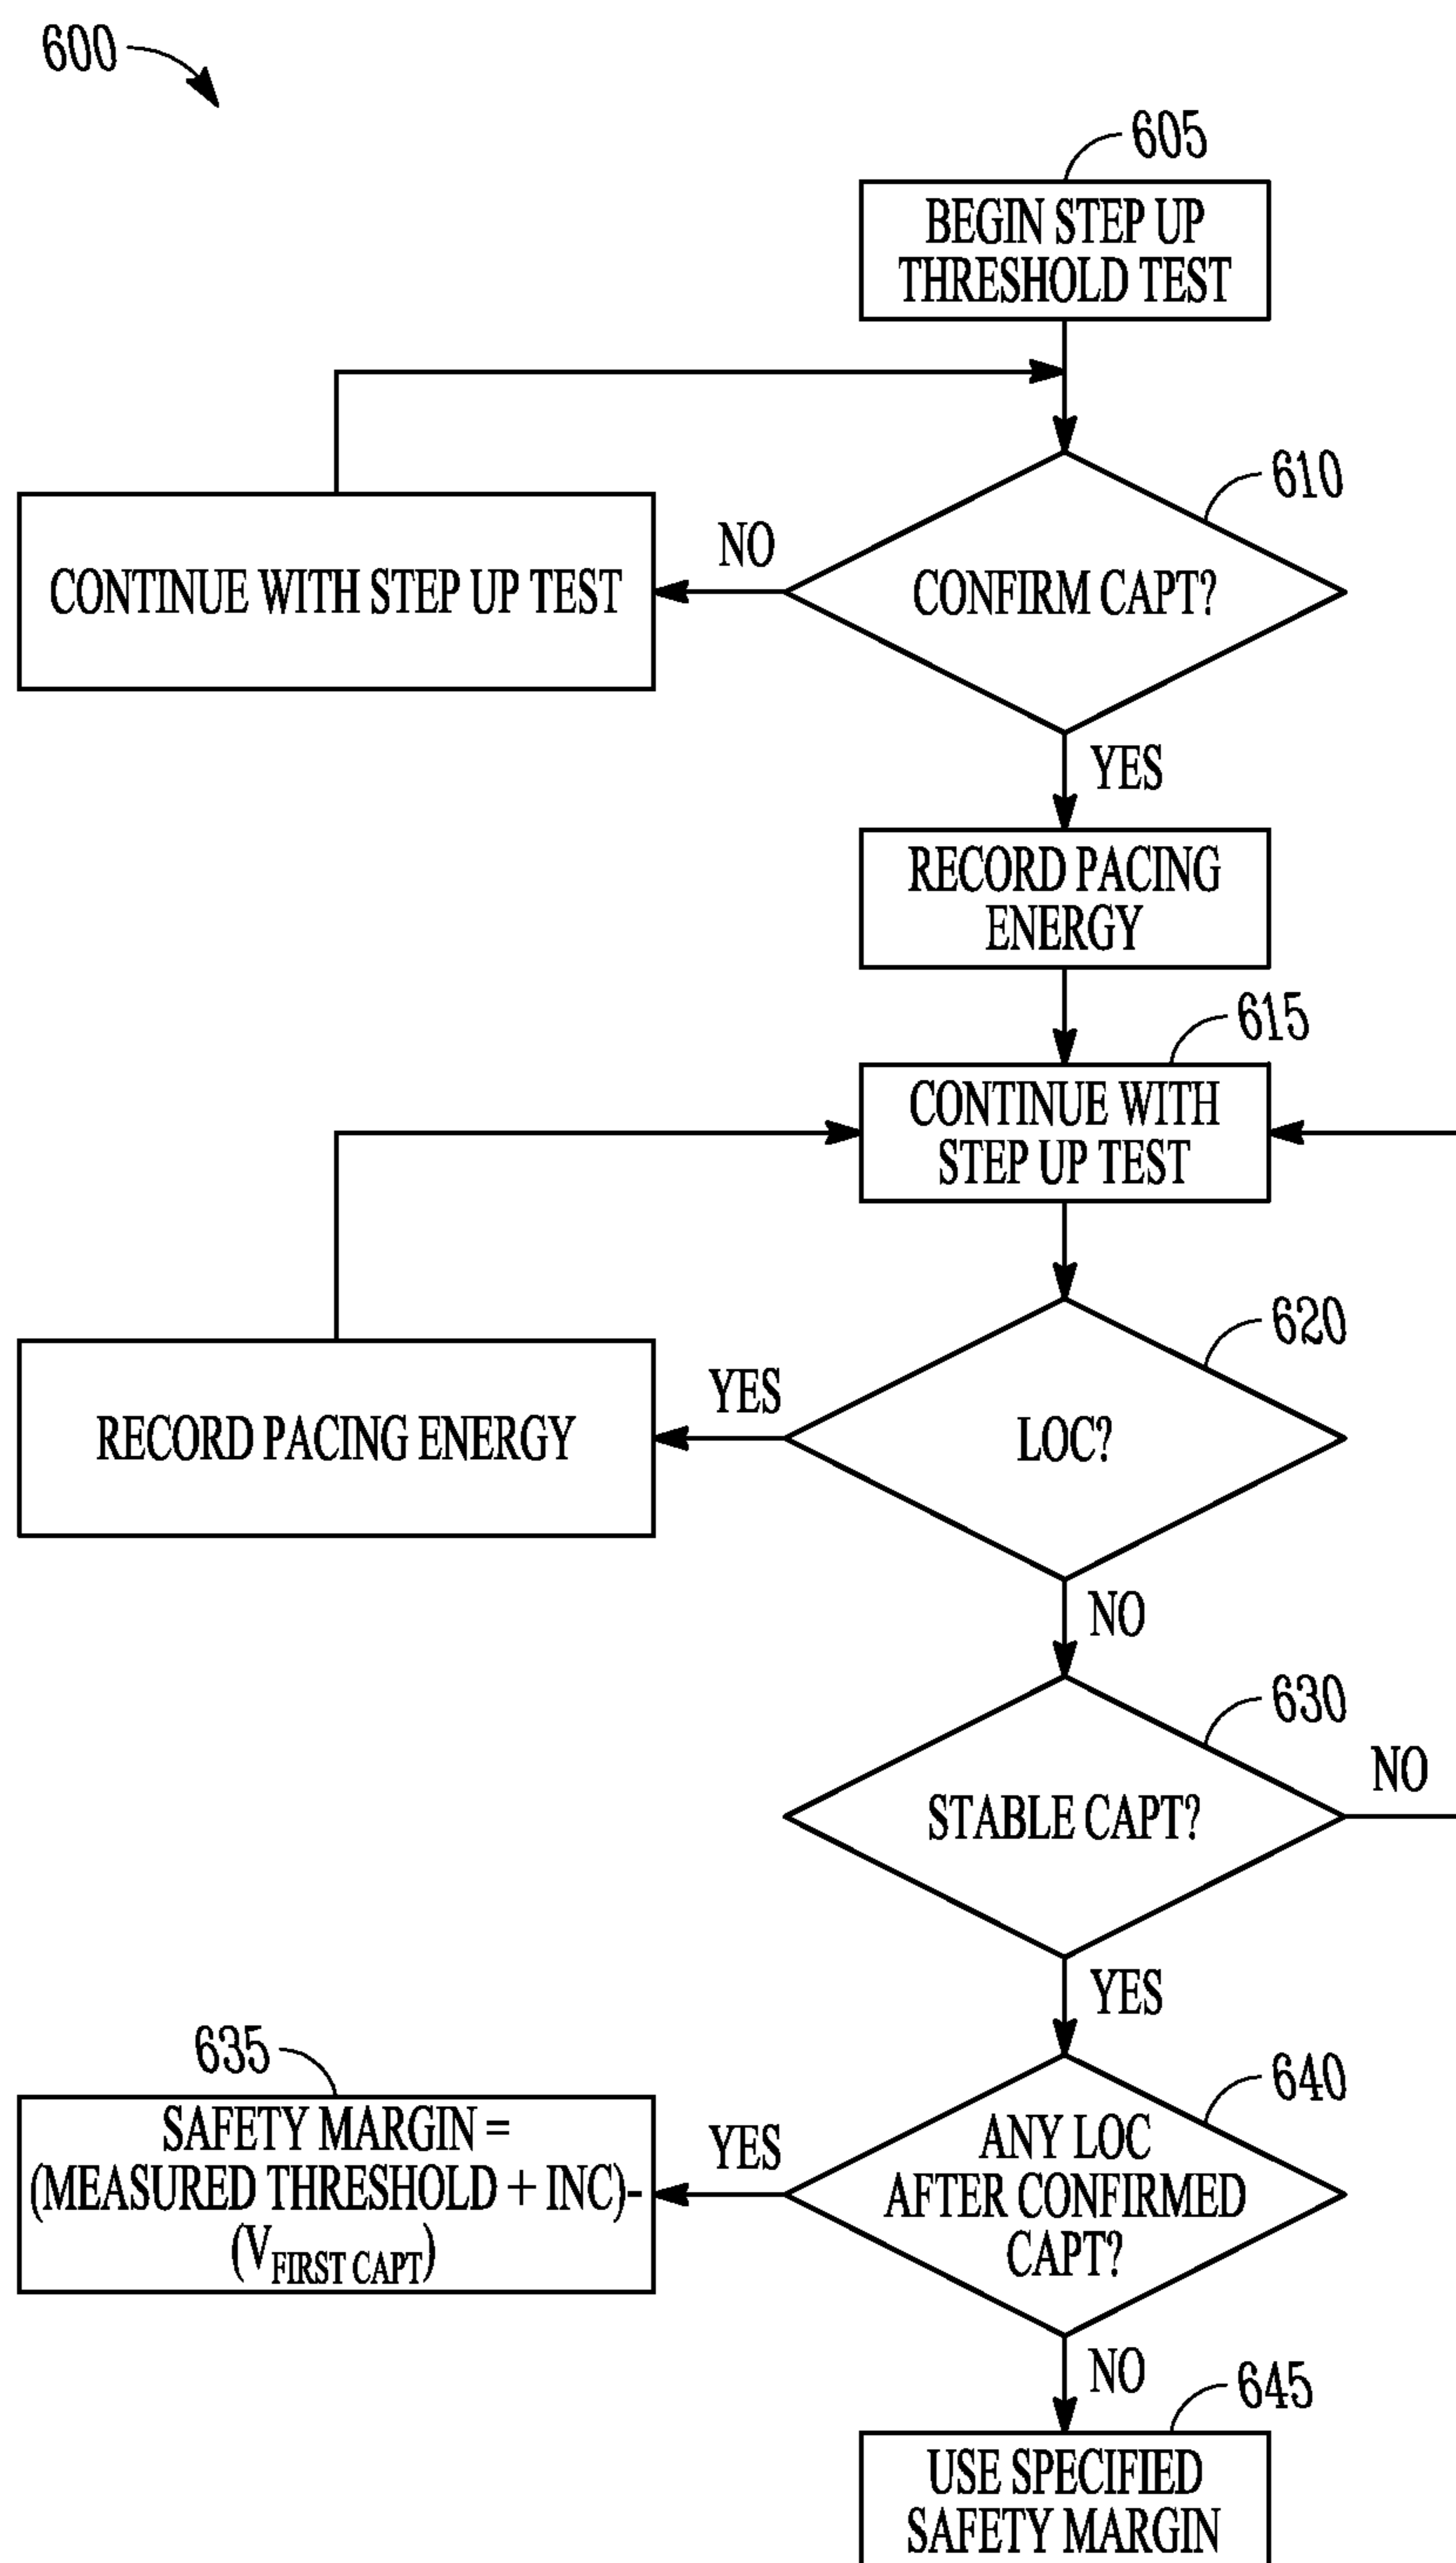 600
605
BEGIN STEP UP
THRESHOLD TEST
610
CONFIRM CAPT?
NO
CONTINUE WITH STEP UP TEST
YES
RECORD PACING
ENERGY
615
CONTINUE WITH
STEP UP TEST
620
LOC?
YES
RECORD PACING ENERGY
NO
630
STABLE CAPT?
NO
YES
640
ANY LOC
AFTER CONFIRMED
CAPT?
YES
635
SAFETY MARGIN =
(MEASURED THRESHOLD + INC)-
(VFIRST CAPT)
NO
645
USE SPECIFIED
SAFETY MARGIN